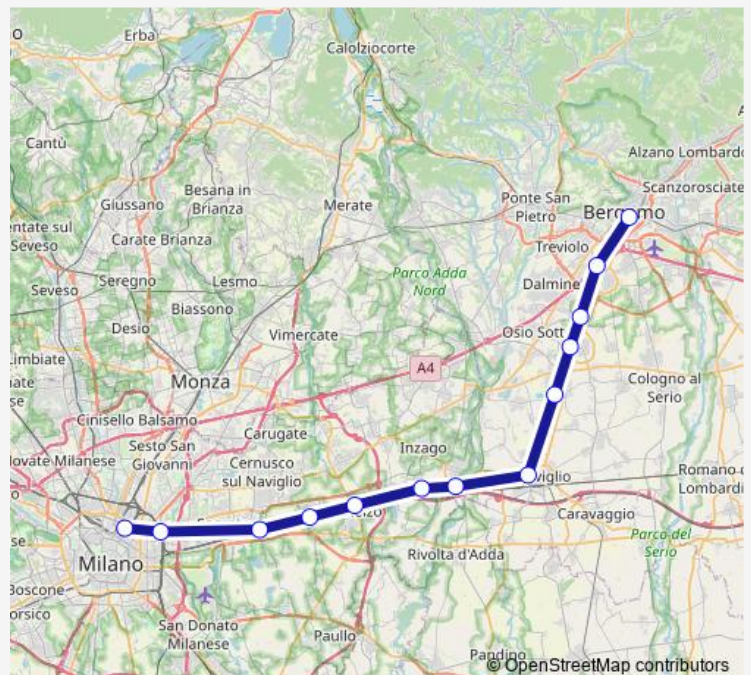 Erba
Calolziocorte
Cantù
Alzano Lombardo
Scanzorosciate
Besana in
Brianza
Giussano
Merate
Ponte San
Pietro
Bergamo
entate sul
Seveso
Carate Brianza
Treviolo
Parco Adda
Nord
Seregno
Lesmo
Seveso
Dalmine
Biassono
Desio
Vimercate
Osio Sott
Limbiate
A4
Monza
Cologno al
Serio
Cinisello Balsamo
Carugate
Sesto San
Giovanni
Inzago
ovate Milanese
Cernusco
sul Naviglio
Romano d
Lombardi
viglio
Caravaggio
Parco del
Serio
Rivolta d'Adda
Milano
Boscone
orsico
San Donato
Milanese
Paullo
Pandino
© OpenStreetMap contributors